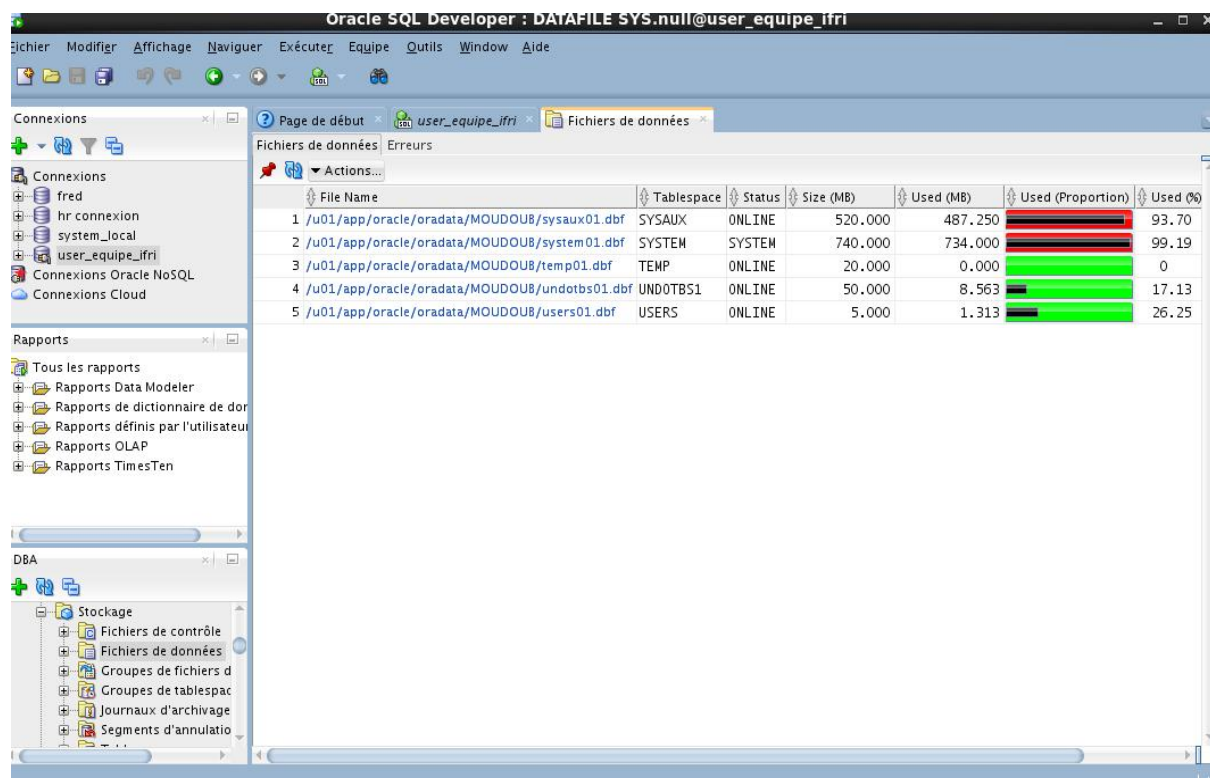 Oracle SQL Developer : DATAFILE SYS.null@user_equipe_ifri
Fichier Modifier Affichage Naviguer Exécuter Equipe Outils Window Aide
Connexions
Connexions
fred
hr connexion
system_local
user_equipe_ifri
Connexions Oracle NoSQL
Connexions Cloud
Rapports
Tous les rapports
Rapports Data Modeler
Rapports de dictionnaire de dor
Rapports définis par l'utilisateur
Rapports OLAP
Rapports TimesTen
DBA
Stockage
Fichiers de contrôle
Fichiers de données
Groupes de fichiers d
Groupes de tablespac
Journaux d'archivage
Segments d'annulatio
Page de début user_equipe_ifri Fichiers de données
Fichiers de données Erreurs
Actions...
File Name Tablespace Status Size (MB) Used (MB) Used (Proportion) Used (%)
1 /u01/app/oracle/oradata/MOUDOUB/sysaux01.dbf SYSAUX ONLINE 520.000 487.250 93.70
2 /u01/app/oracle/oradata/MOUDOUB/system01.dbf SYSTEM SYSTEM 740.000 734.000 99.19
3 /u01/app/oracle/oradata/MOUDOUB/temp01.dbf TEMP ONLINE 20.000 0.000 0
4 /u01/app/oracle/oradata/MOUDOUB/undotbs01.dbf UNDOTBS1 ONLINE 50.000 8.563 17.13
5 /u01/app/oracle/oradata/MOUDOUB/users01.dbf USERS ONLINE 5.000 1.313 26.25